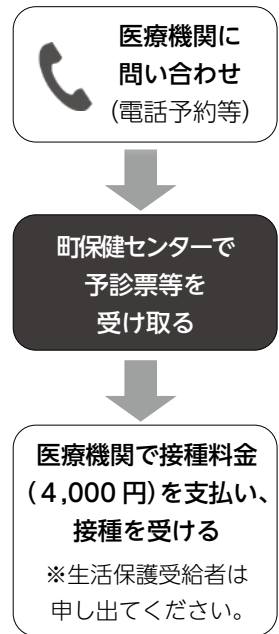 医療機関に
問い合わせ
(電話予約等)
町保健センターで
予診票等を
受け取る
医療機関で接種料金
(4,000 円)を支払い、
接種を受ける
※生活保護受給者は
申し出てください。